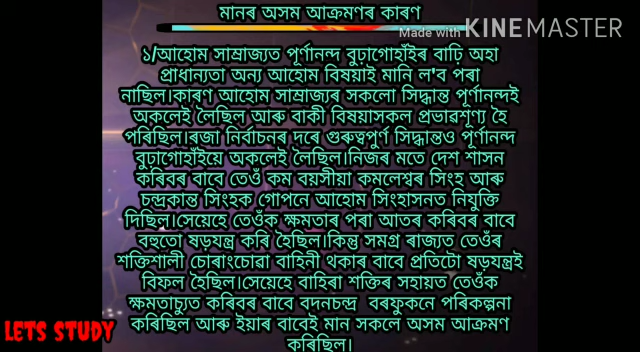 মানৰ অসম আক্ৰমণৰ কাৰণ
Made with KINEMASTER
১/আহোম সাম্ৰাজ্যত পূৰ্ণানন্দ বুঢ়াগোহাঁইৰ বাঢ়ি অহা
প্ৰাধান্যতা অন্য আহোম বিষয়াই মানি ল'ব পৰা
নাছিল।কাৰণ আহোম সাম্ৰাজ্যৰ সকলো সিদ্ধান্ত পূৰ্ণানন্দই
অকলেই লৈছিল আৰু বাকী বিষয়াসকল প্ৰভাৱশূণ্য হৈ
পৰিছিল।ৰজা নিৰ্বাচনৰ দৰে গুৰুত্বপুৰ্ণ সিদ্ধান্তও পূৰ্ণানন্দ
বুঢ়াগোহাঁইয়ে অকলেই লৈছিল।নিজৰ মতে দেশ শাসন
কৰিবৰ বাবে তেওঁ কম বয়সীয়া কমলেশ্বৰ সিংহ আৰু
চন্দ্ৰকান্ত সিংহক গোপনে আহোম সিংহাসনত নিযুক্তি
দিছিল।সেয়েহে তেওঁক ক্ষমতাৰ পৰা আতৰ কৰিবৰ বাবে
বহুতো ষড়যন্ত্ৰ কৰি হৈছিল।কিন্তু সমগ্ৰ ৰাজ্যত তেওঁৰ
শক্তিশালী চোৰাংচোৱা বাহিনী থকাৰ বাবে প্ৰতিটো ষড়যন্ত্ৰই
বিফল হৈছিল।সেয়েহে বাহিৰা শক্তিৰ সহায়ত তেওঁক
ক্ষমতাচ্যুত কৰিবৰ বাবে বদনচন্দ্ৰ বৰফুকনে পৰিকল্পনা
কৰিছিল আৰু ইয়াৰ বাবেই মান সকলে অসম আক্ৰমণ
কৰিছিল।
LETS STUDY